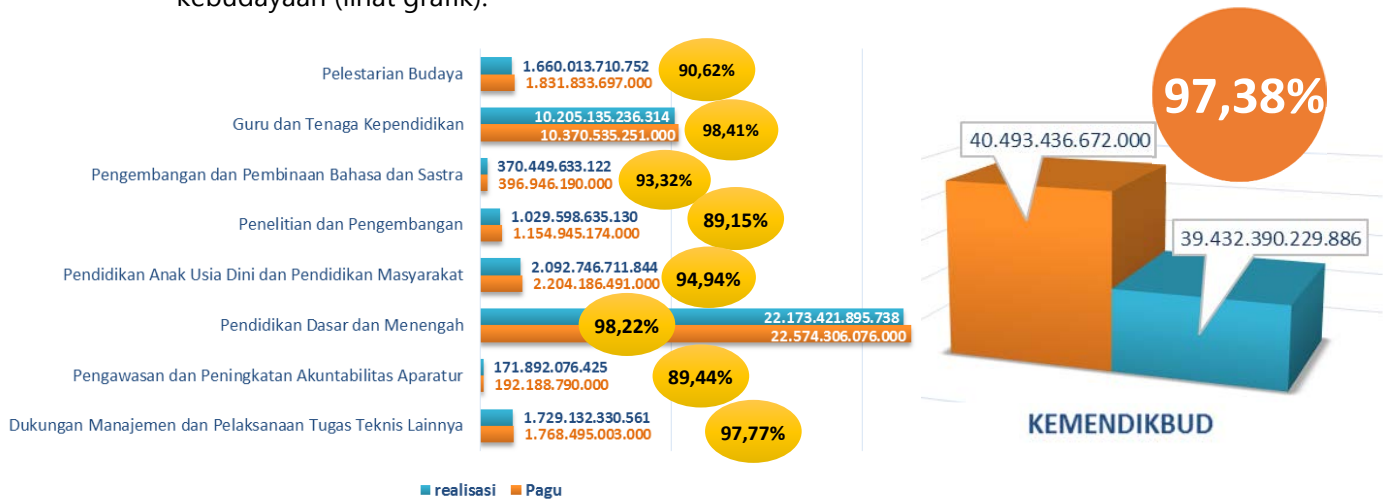 kebudayaan (lihat grafik).
Pelestarian Budaya
1.660.013.710.752
1.831.833.697.000
90,62%
Guru dan Tenaga Kependidikan
10.205.135.236.314
10.370.535.251.000
98,41%
Pengembangan dan Pembinaan Bahasa dan Sastra
370.449.633.122
396.946.190.000
93,32%
Penelitian dan Pengembangan
1.029.598.635.130
1.154.945.174.000
89,15%
Pendidikan Anak Usia Dini dan Pendidikan Masyarakat
2.092.746.711.844
2.204.186.491.000
94,94%
Pendidikan Dasar dan Menengah
22.173.421.895.738
22.574.306.076.000
98,22%
Pengawasan dan Peningkatan Akuntabilitas Aparatur
171.892.076.425
192.188.790.000
89,44%
Dukungan Manajemen dan Pelaksanaan Tugas Teknis Lainnya
1.729.132.330.561
1.768.495.003.000
97,77%
realisasi Pagu
97,38%
40.493.436.672.000
39.432.390.229.886
KEMENDIKBUD